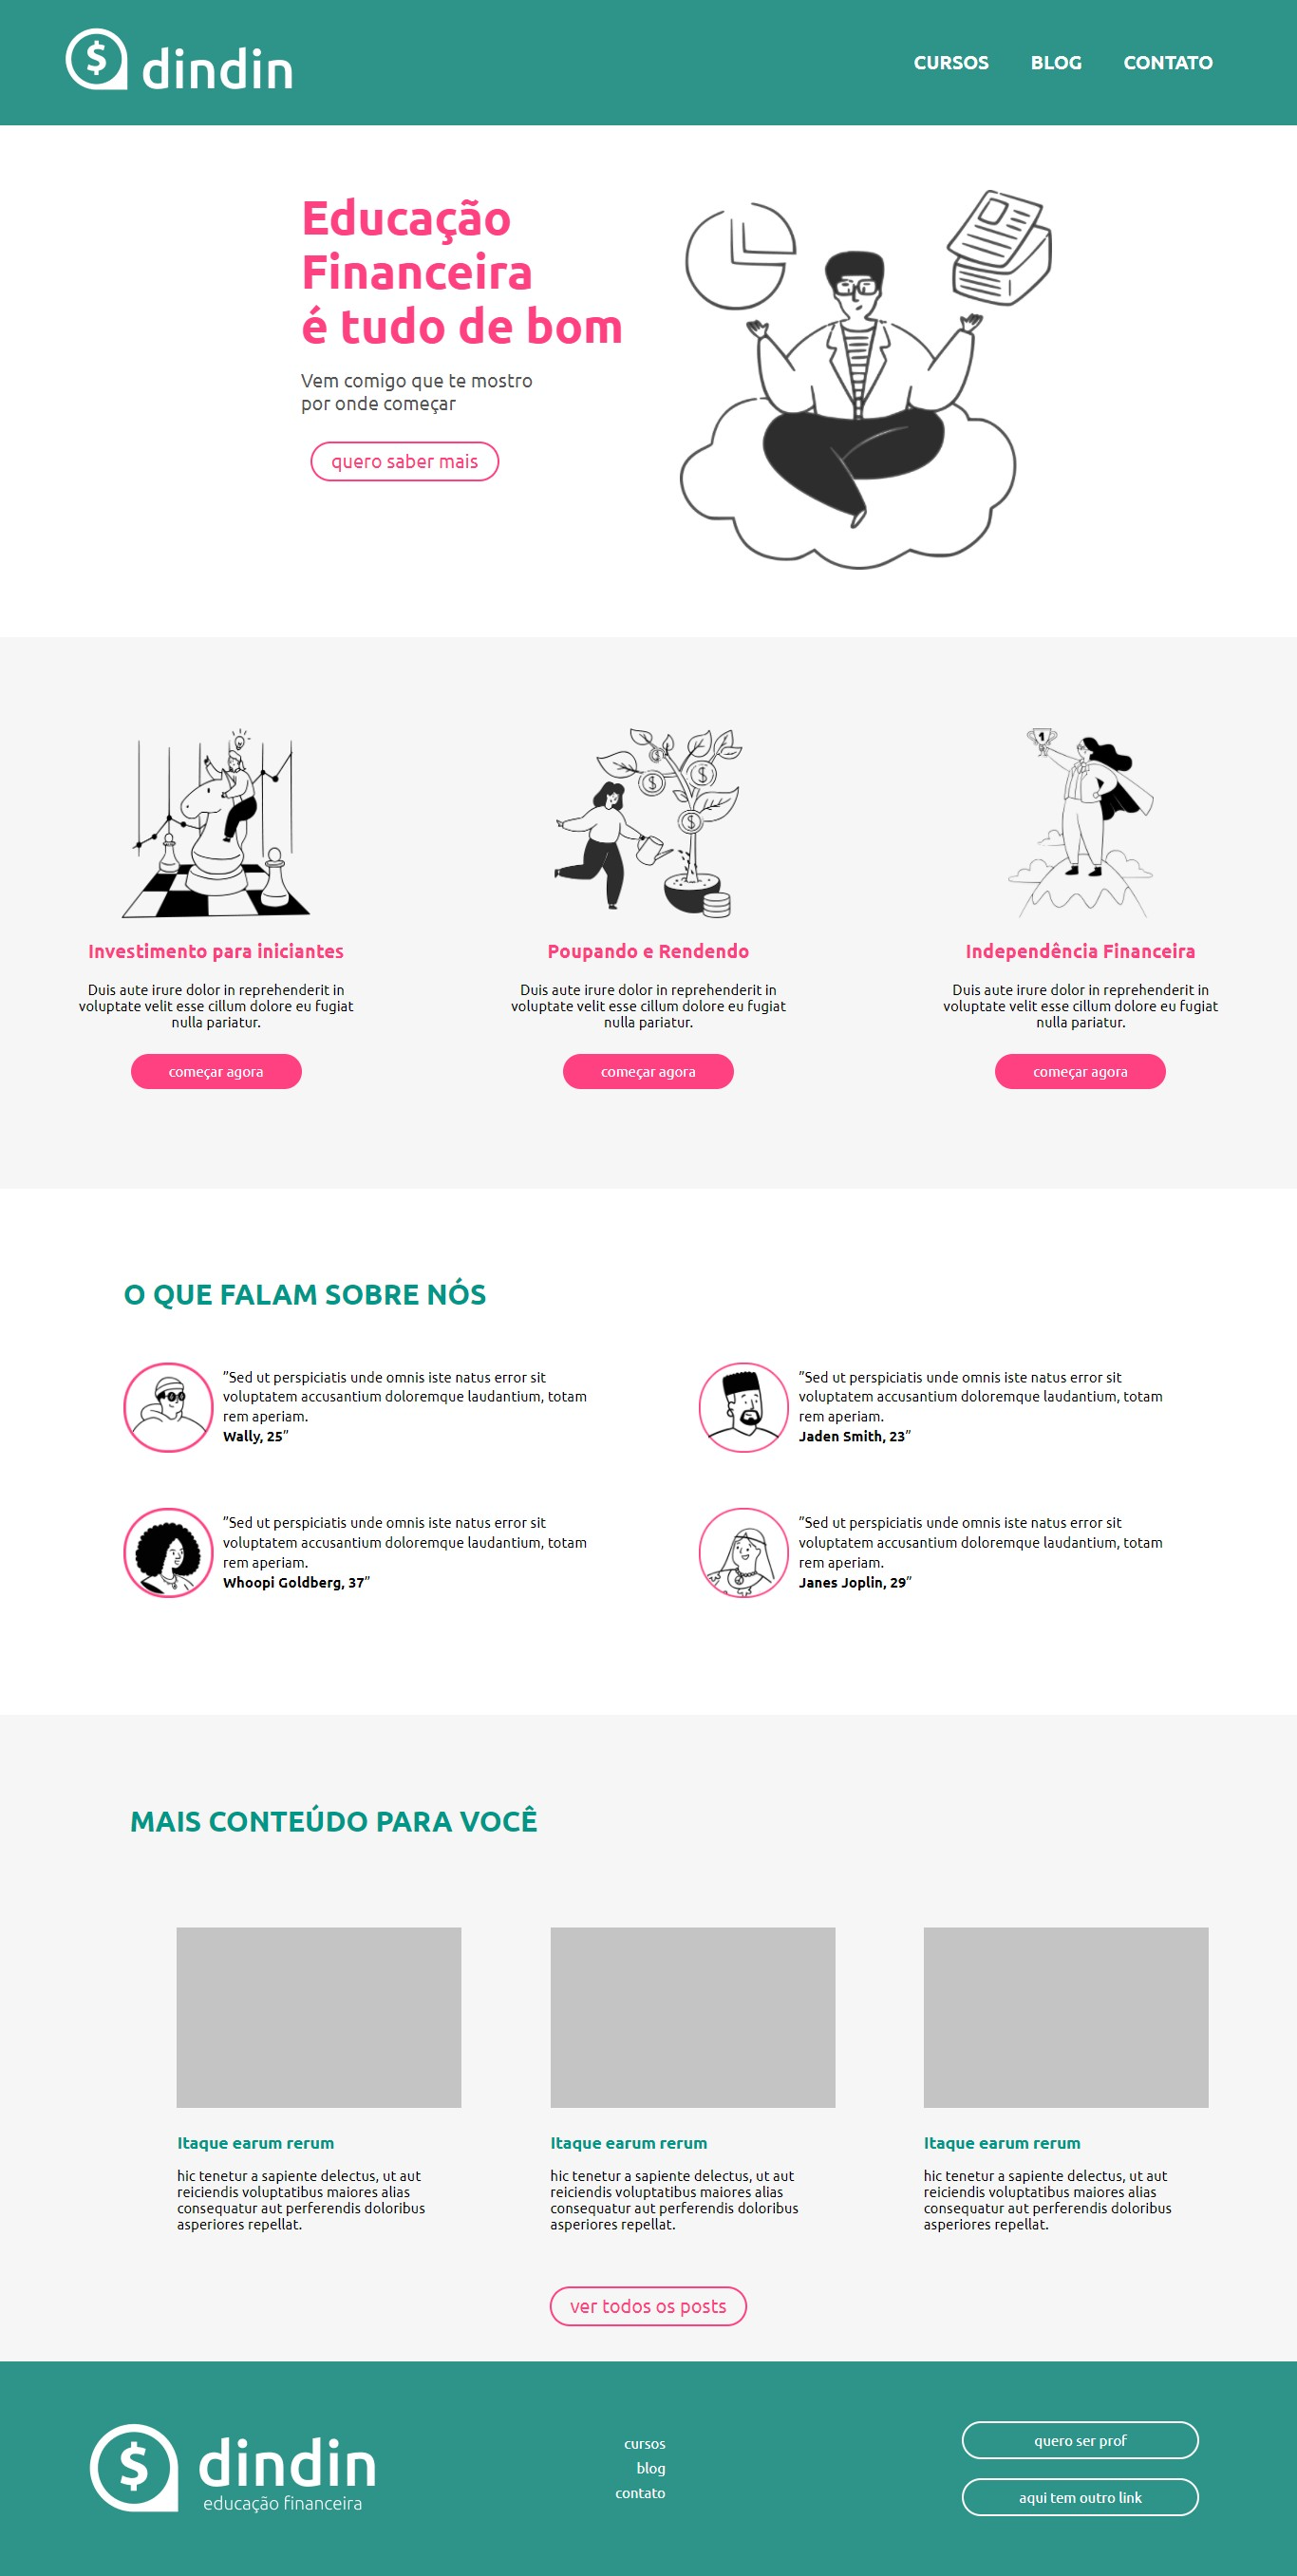 $ dindin
CURSOS BLOG CONTATO
Educação
Financeira
é tudo de bom
Vem comigo que te mostro
por onde começar
quero saber mais
1
$
$
$
$
Investimento para iniciantes
Duis aute irure dolor in reprehenderit in
voluptate velit esse cillum dolore eu fugiat
nulla pariatur.
começar agora
Poupando e Rendendo
Duis aute irure dolor in reprehenderit in
voluptate velit esse cillum dolore eu fugiat
nulla pariatur.
começar agora
Independência Financeira
Duis aute irure dolor in reprehenderit in
voluptate velit esse cillum dolore eu fugiat
nulla pariatur.
começar agora
O QUE FALAM SOBRE NÓS
"Sed ut perspiciatis unde omnis iste natus error sit
voluptatem accusantium doloremque laudantium, totam
rem aperiam.
Wally, 25"
"Sed ut perspiciatis unde omnis iste natus error sit
voluptatem accusantium doloremque laudantium, totam
rem aperiam.
Jaden Smith, 23"
"Sed ut perspiciatis unde omnis iste natus error sit
voluptatem accusantium doloremque laudantium, totam
rem aperiam.
Whoopi Goldberg, 37"
"Sed ut perspiciatis unde omnis iste natus error sit
voluptatem accusantium doloremque laudantium, totam
rem aperiam.
Janes Joplin, 29"
MAIS CONTEÚDO PARA VOCÊ
Itaque earum rerum
hic tenetur a sapiente delectus, ut aut
reiciendis voluptatibus maiores alias
consequatur aut perferendis doloribus
asperiores repellat.
Itaque earum rerum
hic tenetur a sapiente delectus, ut aut
reiciendis voluptatibus maiores alias
consequatur aut perferendis doloribus
asperiores repellat.
Itaque earum rerum
hic tenetur a sapiente delectus, ut aut
reiciendis voluptatibus maiores alias
consequatur aut perferendis doloribus
asperiores repellat.
ver todos os posts
$ dindin
educação financeira
cursos
blog
contato
quero ser prof
aqui tem outro link